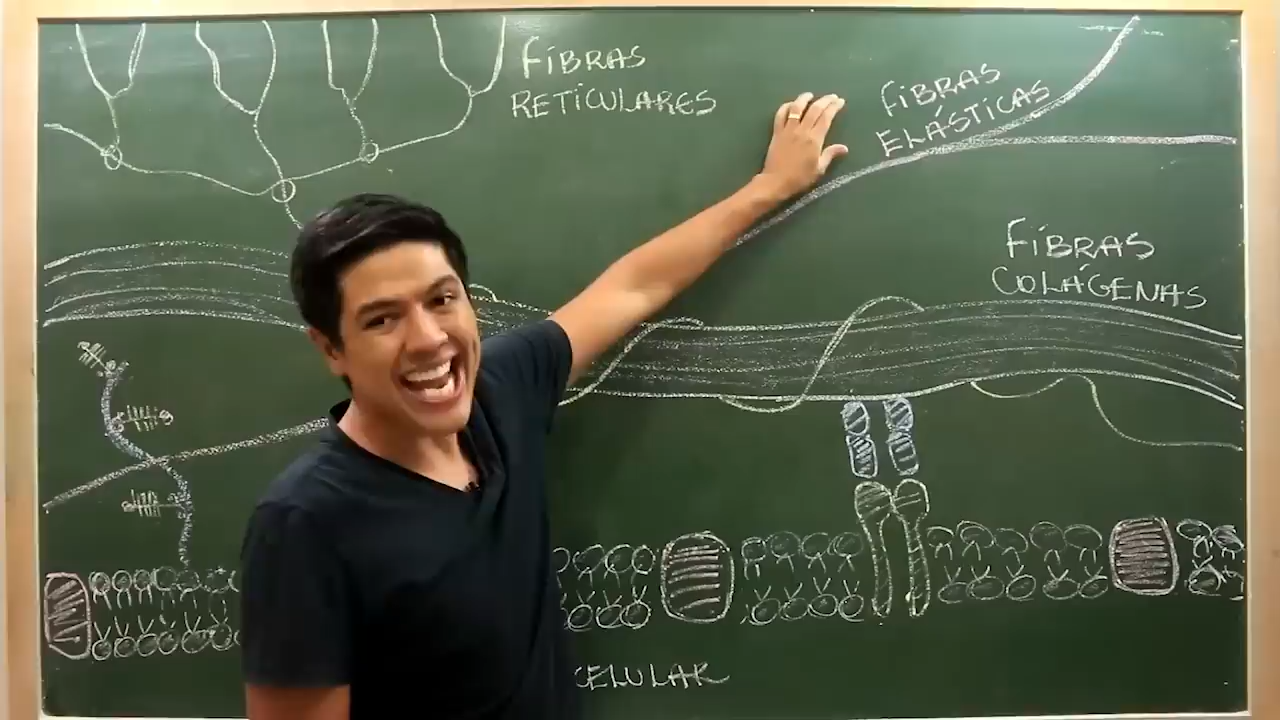 FIBRAS
RETICULARES
FIBRAS
ELÁSTICAS
FIBRAS
COLÁGENAS
CELULAR